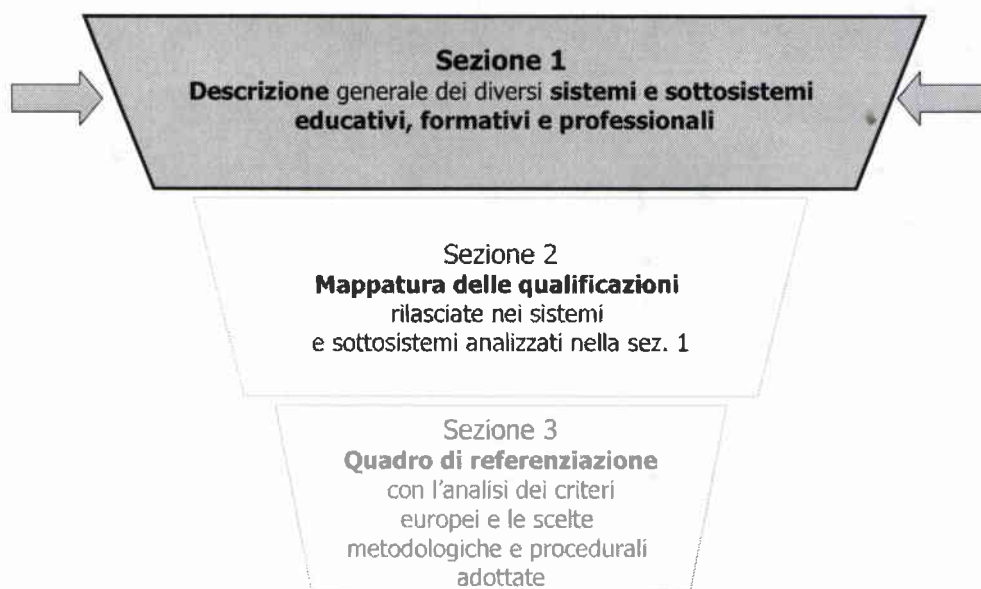 Sezione 1
Descrizione generale dei diversi sistemi e sottosistemi
educativi, formativi e professionali
Sezione 2
Mappatura delle qualificazioni
rilasciate nei sistemi
e sottosistemi analizzati nella sez. 1
Sezione 3
Quadro di referenziazione
con l'analisi dei criteri
europei e le scelte
metodologiche e procedurali
adottate